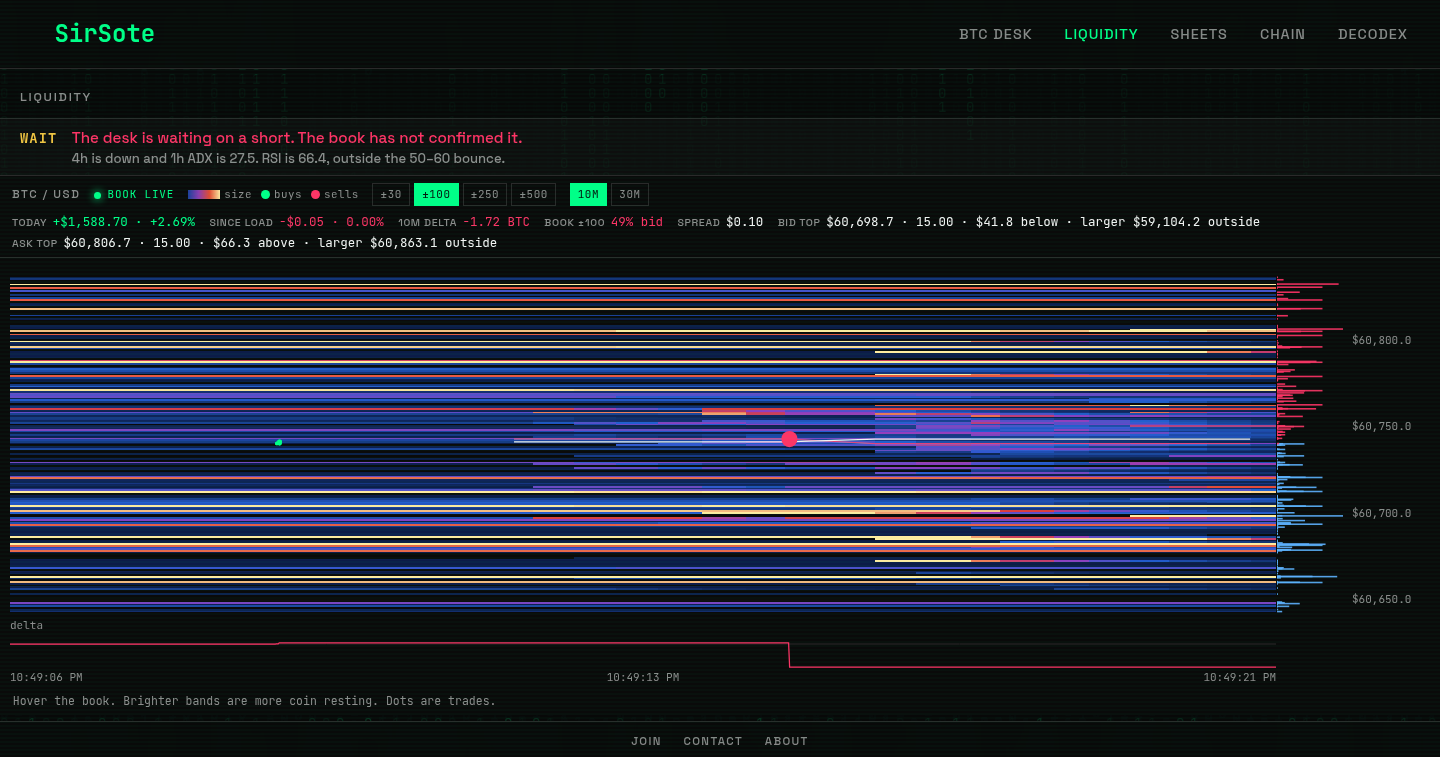 SirSote
BTC DESK LIQUIDITY SHEETS CHAIN DECODEX
LIQUIDITY
WAIT The desk is waiting on a short. The book has not confirmed it.
4h is down and 1h ADX is 27.5. RSI is 66.4, outside the 50–60 bounce.
BTC / USD BOOK LIVE size buys sells ±30 ±100 ±250 ±500 10M 30M
TODAY +$1,588.70 · +2.69% SINCE LOAD -$0.05 · 0.00% 10M DELTA -1.72 BTC BOOK ±100 49% bid SPREAD $0.10 BID TOP $60,698.7 · 15.00 · $41.8 below · larger $59,104.2 outside
ASK TOP $60,806.7 · 15.00 · $66.3 above · larger $60,863.1 outside
$60,800.0
$60,750.0
$60,700.0
$60,650.0
delta
10:49:06 PM 10:49:13 PM 10:49:21 PM
Hover the book. Brighter bands are more coin resting. Dots are trades.
JOIN CONTACT ABOUT